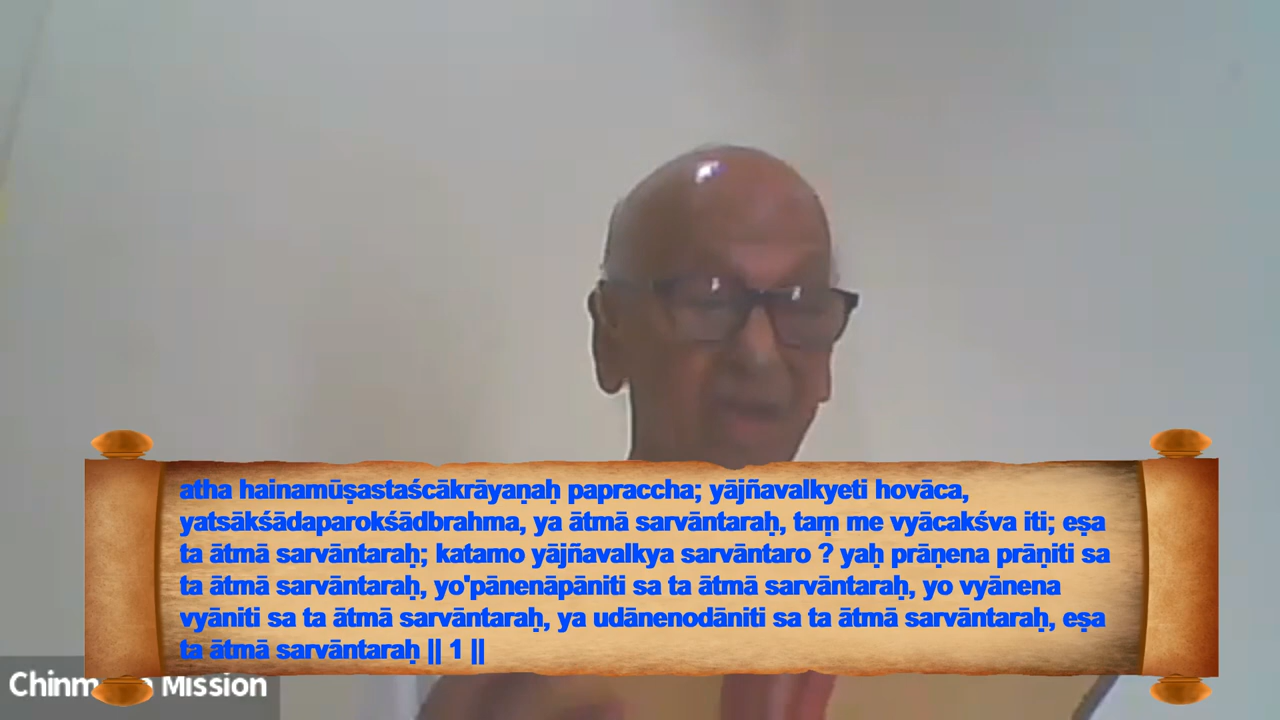 atha hainamūṣastaścākrāyaṇaḥ papraccha; yājñavalkyeti hovāca,
yatsākśādaparokśādbrahma, ya ātmā sarvāntaraḥ, taṃ me vyācakśva iti; eṣa
ta ātmā sarvāntaraḥ; katamo yājñavalkya sarvāntaro ? yaḥ prāṇena prāṇiti sa
ta ātmā sarvāntaraḥ, yo'pānenāpāniti sa ta ātmā sarvāntaraḥ, yo vyānena
vyāniti sa ta ātmā sarvāntaraḥ, ya udānenodāniti sa ta ātmā sarvāntaraḥ, eṣa
ta ātmā sarvāntaraḥ || 1 ||
Mission